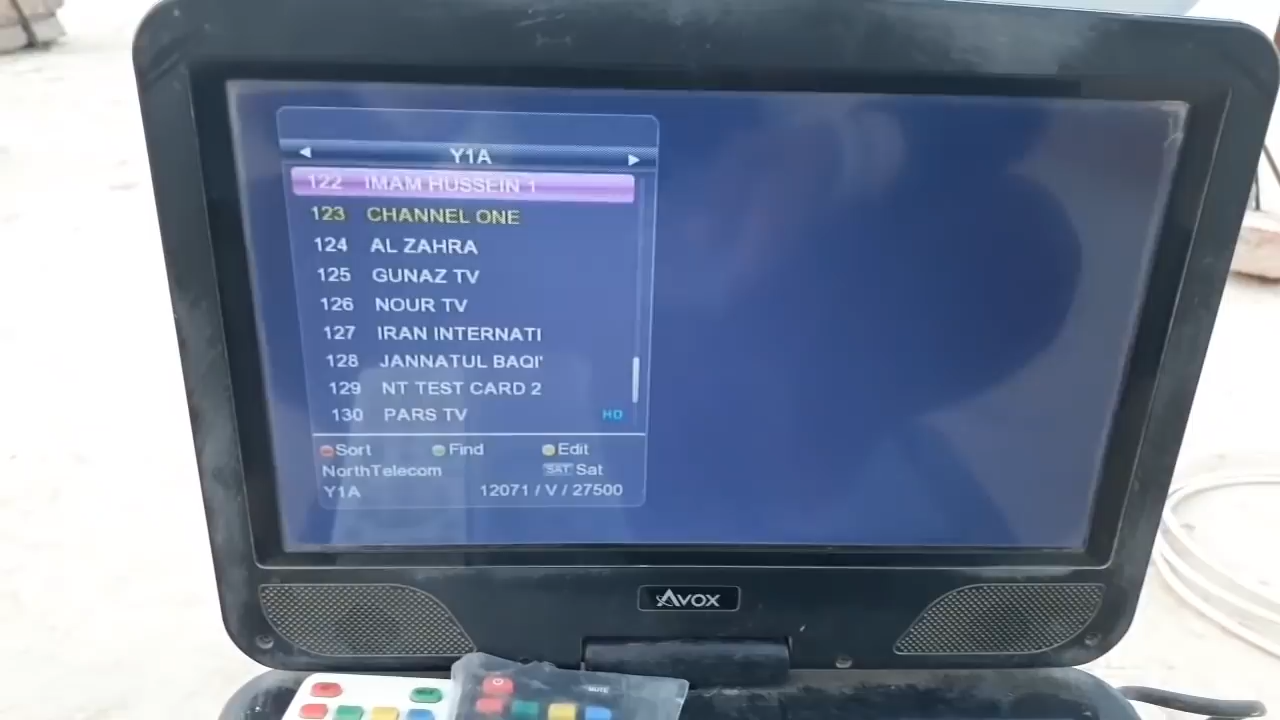 Y1A
122 IMAM HUSSEIN 1
123 CHANNEL ONE
124 AL ZAHRA
125 GUNAZ TV
126 NOUR TV
127 IRAN INTERNATI
128 JANNATUL BAQI'
129 NT TEST CARD 2
130 PARS TV HD
Sort Find Edit
NorthTelecom SAT Sat
Y1A 12071 / V / 27500
AVOX
MUTE